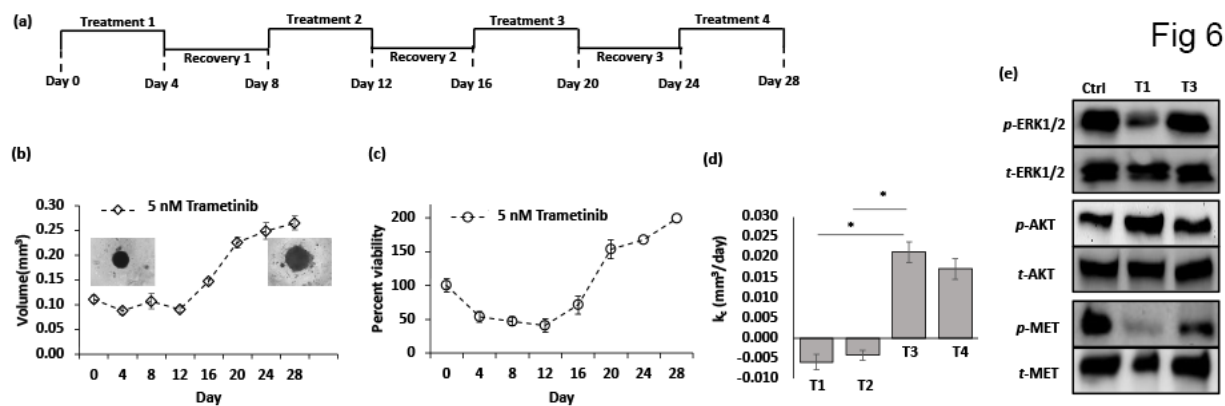 Fig 6
(a)
Treatment 1 Treatment 2 Treatment 3 Treatment 4
Recovery 1 Recovery 2 Recovery 3
Day 0 Day 4 Day 8 Day 12 Day 16 Day 20 Day 24 Day 28
(b)
5 nM Trametinib
Volume(mm³)
0.30
0.25
0.20
0.15
0.10
0.05
0.00
0 4 8 12 16 20 24 28
Day
(c)
5 nM Trametinib
Percent viability
200
150
100
50
0
0 4 8 12 16 20 24 28
Day
(d)
* 
*
kc (mm³/day)
0.030
0.025
0.020
0.015
0.010
0.005
0.000
-0.005
-0.010
T1 T2 T3 T4
(e)
Ctrl T1 T3
p-ERK1/2
t-ERK1/2
p-AKT
t-AKT
p-MET
t-MET